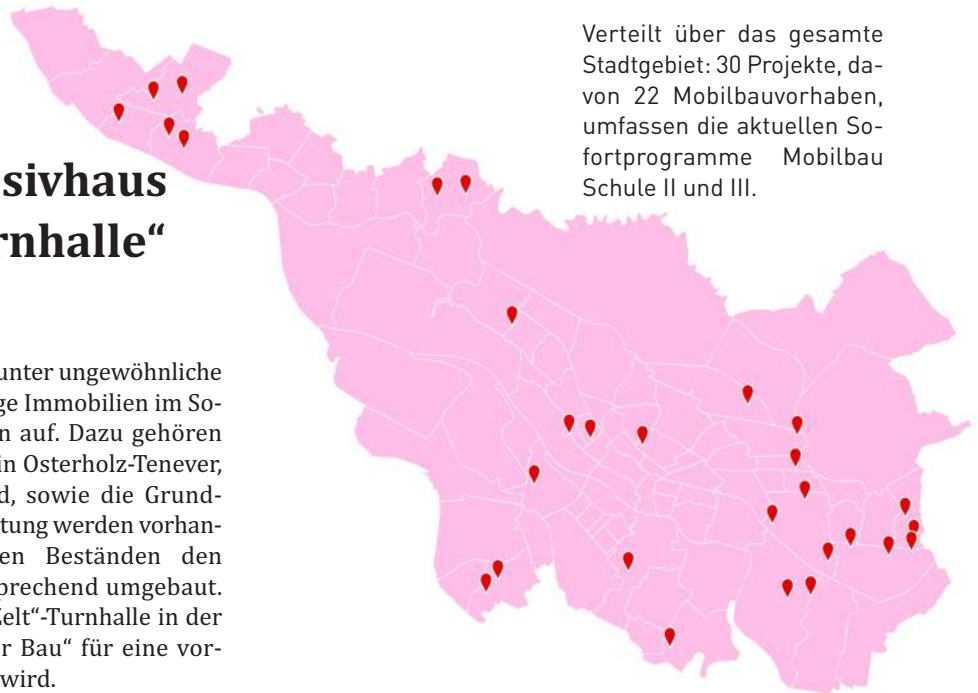 Verteilt über das gesamte
Stadtgebiet: 30 Projekte, da-
von 22 Mobilbauvorhaben,
umfassen die aktuellen So-
fortprogramme Mobilbau
Schule II und III.
sivhaus
rnhalle“
unter ungewöhnliche
ge Immobilien im So-
n auf. Dazu gehören
in Osterholz-Tenever,
d, sowie die Grund-
tung werden vorhan-
en Beständen den
prechend umgebaut.
Zelt“-Turnhalle in der
r Bau“ für eine vor-
wird.